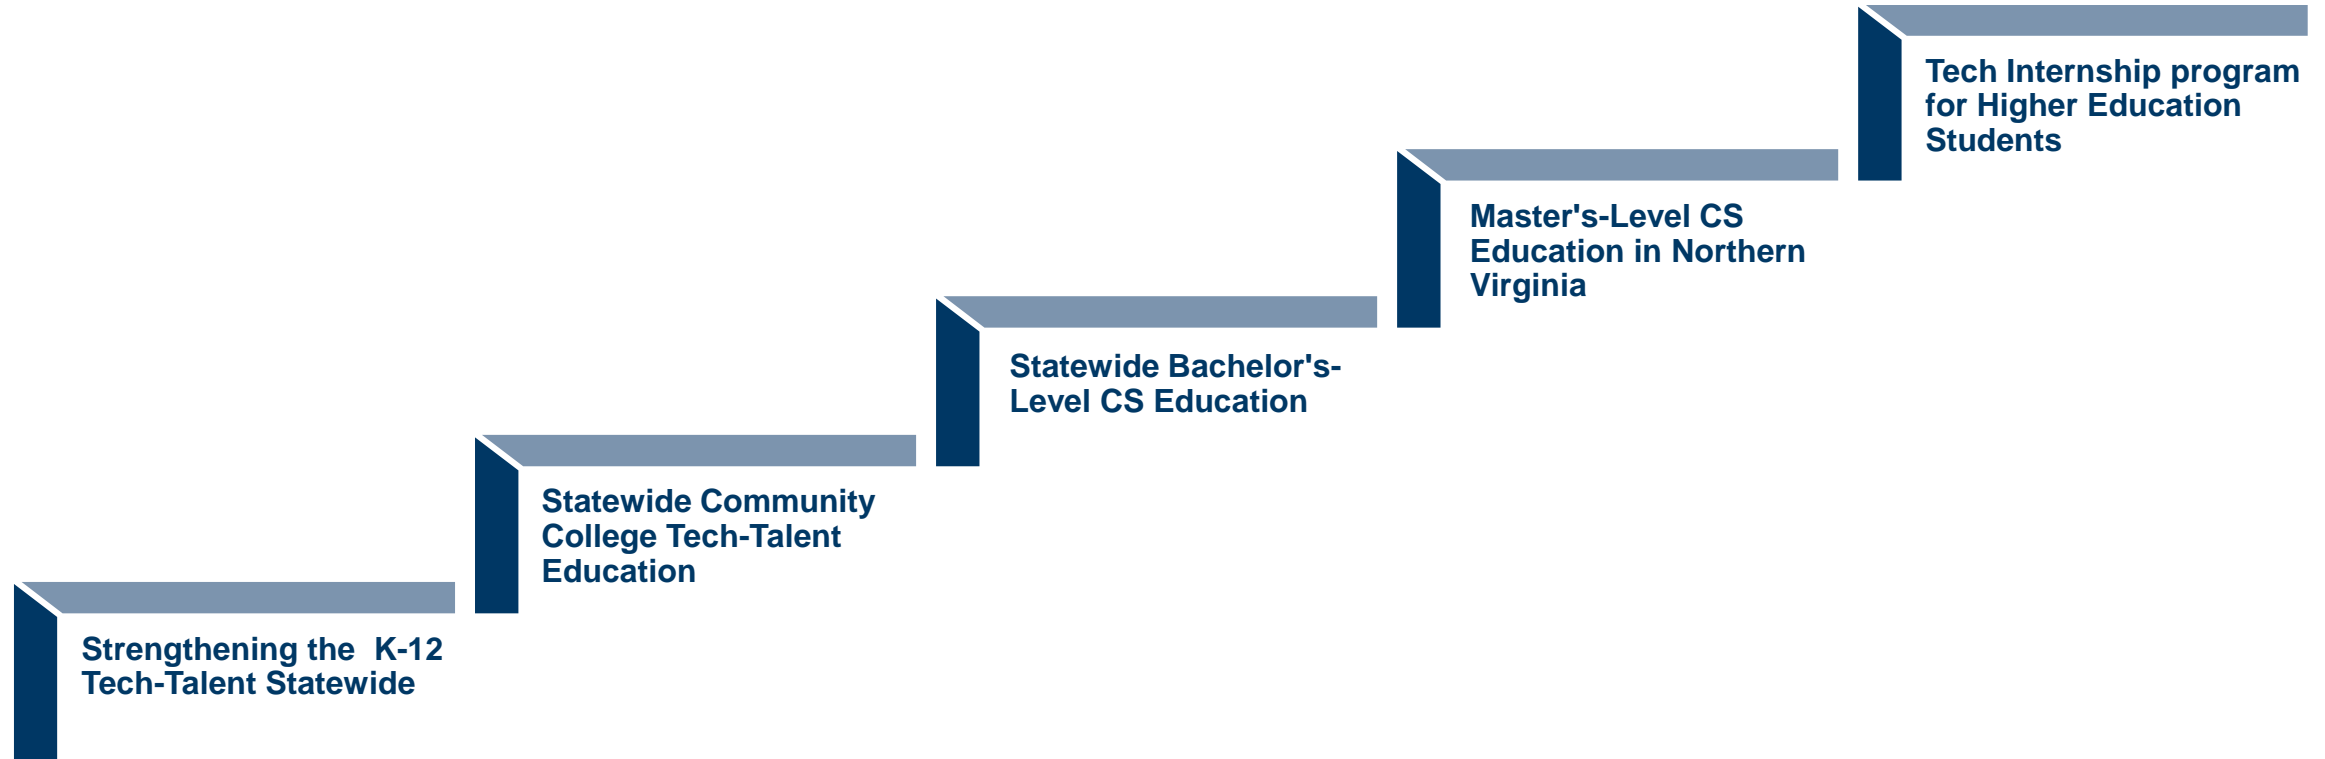 Tech Internship program
for Higher Education
Students
Master's-Level CS
Education in Northern
Virginia
Statewide Bachelor's-
Level CS Education
Statewide Community
College Tech-Talent
Education
Strengthening the  K-12
Tech-Talent Statewide